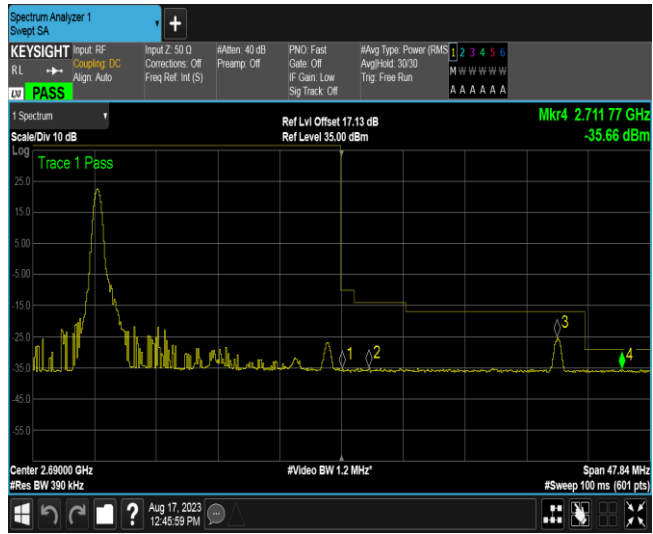 Spectrum Analyzer 1
Swept SA
+
KEYSIGHT
RL
LXI PASS
Input: RF
Coupling: DC
Align: Auto
Input Z: 50 Ω
Corrections: Off
Freq Ref: Int (S)
#Atten: 40 dB
Preamp: Off
PNO: Fast
Gate: Off
IF Gain: Low
Sig Track: Off
#Avg Type: Power (RMS
Avg|Hold: 30/30
Trig: Free Run
1 2 3 4 5 6
M W W W W W
A A A A A A
1 Spectrum
Scale/Div 10 dB
Ref Lvl Offset 17.13 dB
Ref Level 35.00 dBm
Mkr4 2.711 77 GHz
-35.66 dBm
Log
Trace 1 Pass
25.0
15.0
5.00
-5.00
-15.0
-25.0
-35.0
-45.0
-55.0
1
2
3
4
Center 2.69000 GHz
#Video BW 1.2 MHz*
Span 47.84 MHz
#Res BW 390 kHz
#Sweep 100 ms (601 pts)
?
Aug 17, 2023
12:45:59 PM